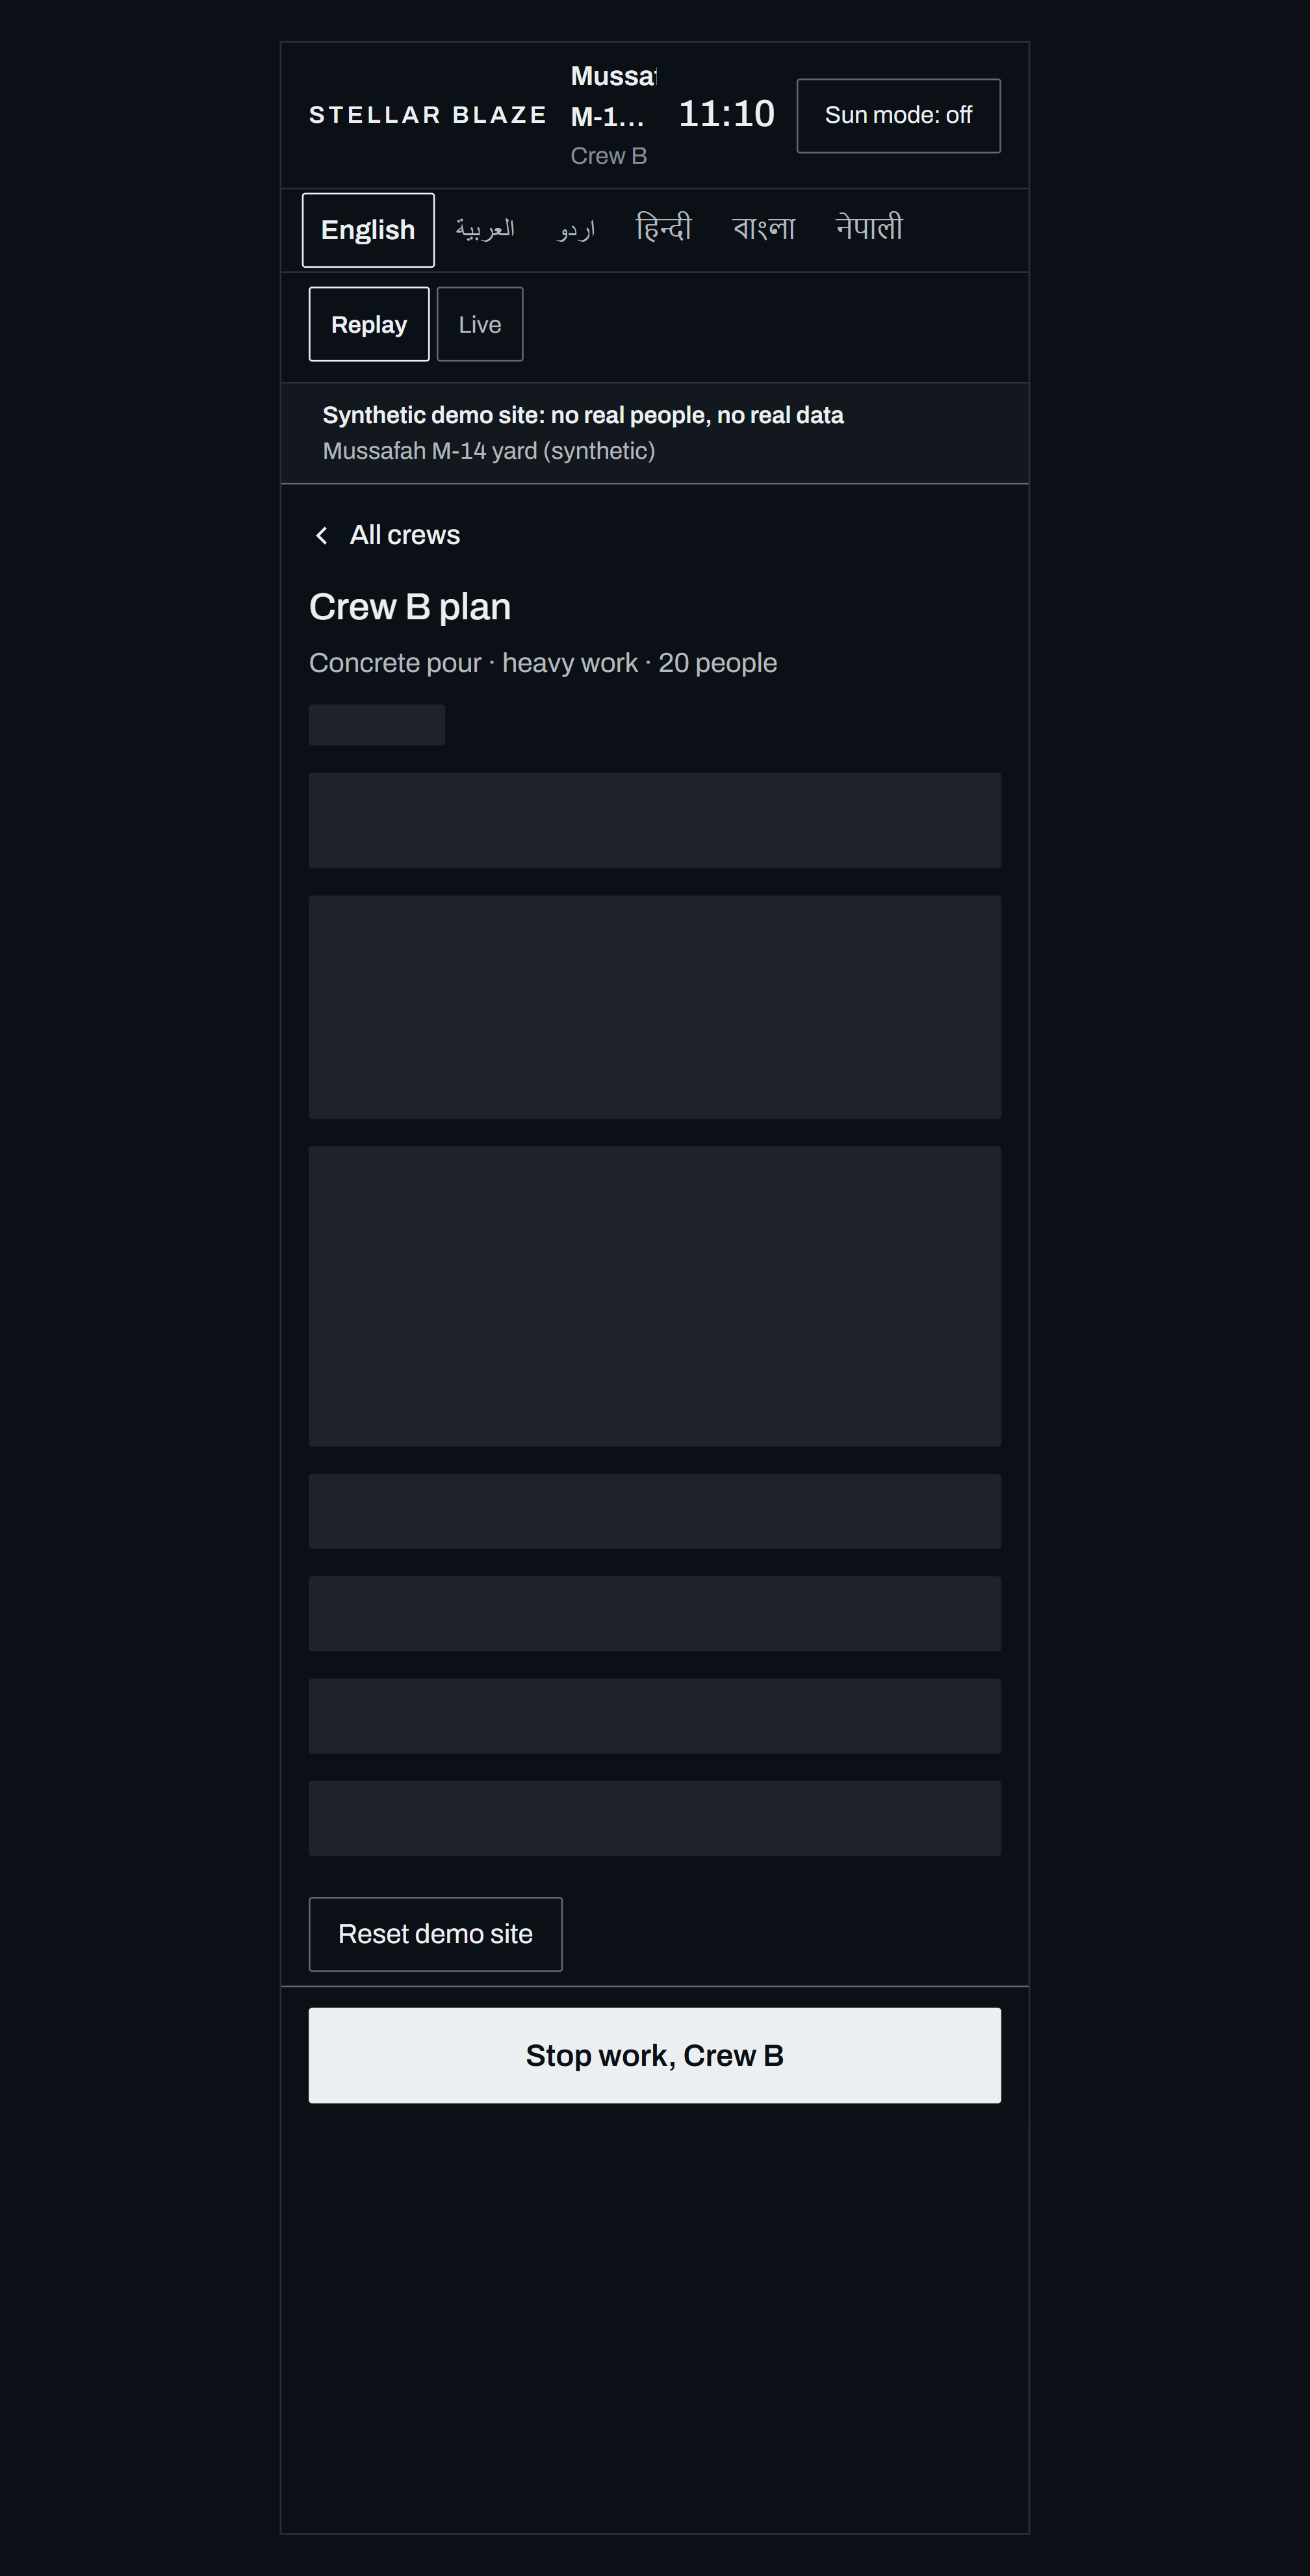 STELLAR BLAZE
Mussaf
M-1...
Crew B
11:10
Sun mode: off
English العربية اردو हिन्दी বাংলা नेपाली
Replay Live
Synthetic demo site: no real people, no real data
Mussafah M-14 yard (synthetic)
All crews
Crew B plan
Concrete pour · heavy work · 20 people
Reset demo site
Stop work, Crew B